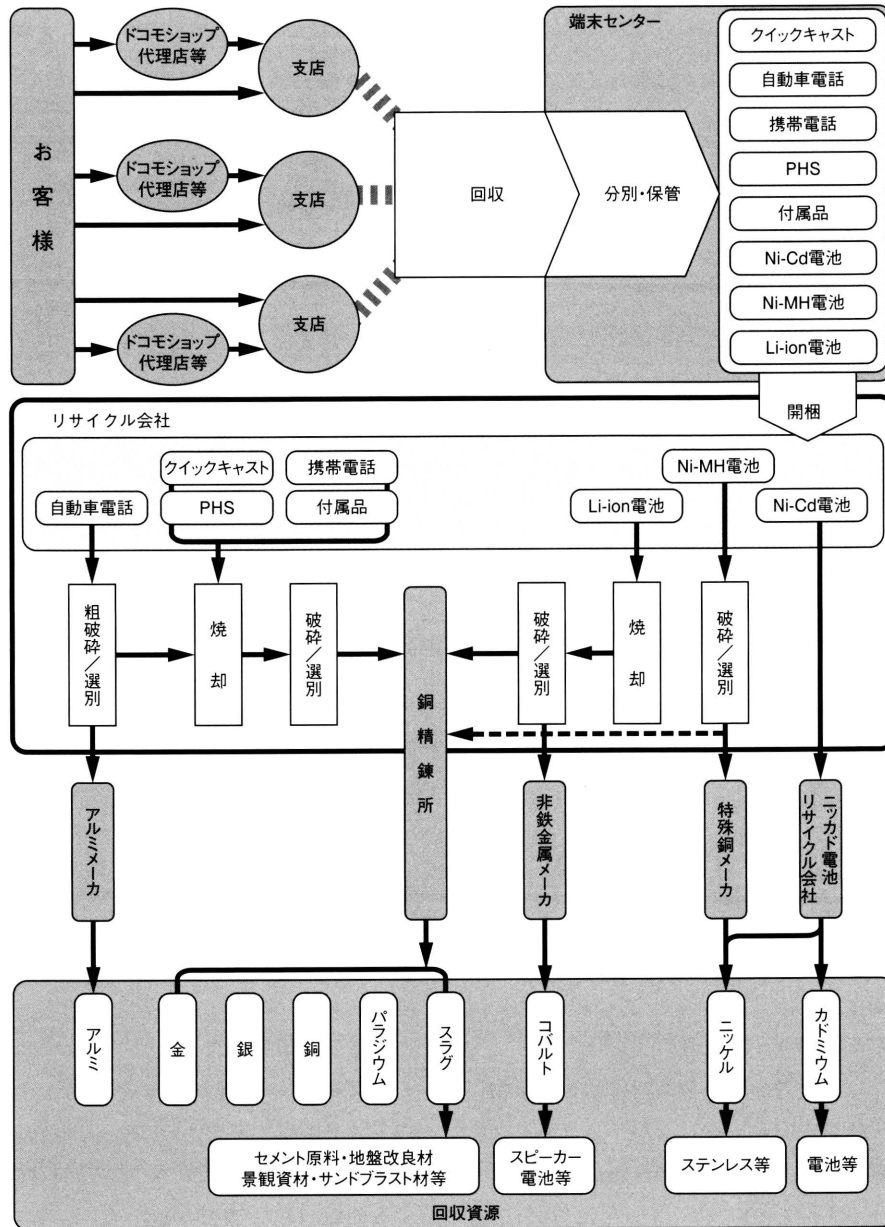 お客様
ドコモショップ
代理店等
支店
ドコモショップ
代理店等
支店
支店
ドコモショップ
代理店等
回収
端末センター
分別・保管
クイックキャスト
自動車電話
携帯電話
PHS
付属品
Ni-Cd電池
Ni-MH電池
Li-ion電池
開梱
リサイクル会社
自動車電話
クイックキャスト
携帯電話
PHS
付属品
Li-ion電池
Ni-MH電池
Ni-Cd電池
粗破砕/選別
焼却
破砕/選別
銅精錬所
破砕/選別
焼却
破砕/選別
アルミメーカ
非鉄金属メーカ
特殊銅メーカ
ニッカド電池
リサイクル会社
アルミ
金
銀
銅
パラジウム
スラグ
コバルト
ニッケル
カドミウム
セメント原料・地盤改良材
景観資材・サンドブラスト材等
スピーカー
電池等
ステンレス等
電池等
回収資源